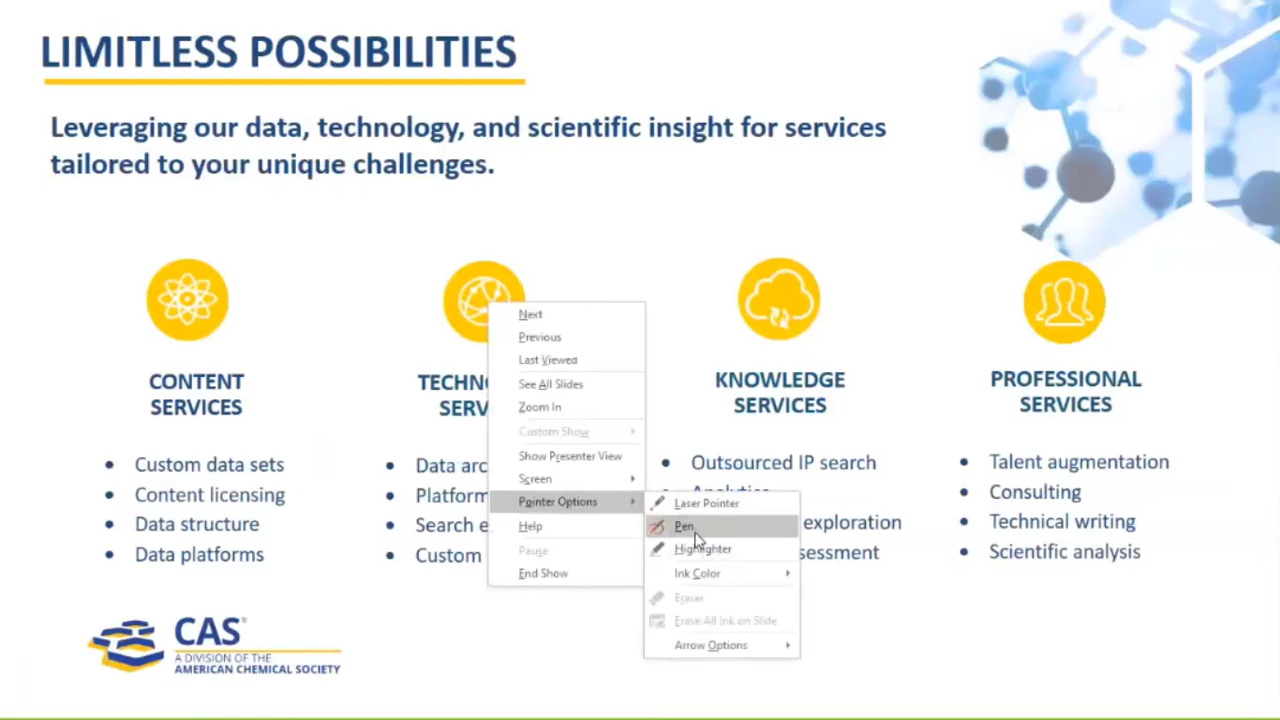 LIMITLESS POSSIBILITIES
Leveraging our data, technology, and scientific insight for services
tailored to your unique challenges.
CONTENT
SERVICES
• Custom data sets
• Content licensing
• Data structure
• Data platforms
TECHN
SERV
• Data arc
• Platform
• Search e
• Custom
KNOWLEDGE
SERVICES
• Outsourced IP search
exploration
sessment
PROFESSIONAL
SERVICES
• Talent augmentation
• Consulting
• Technical writing
• Scientific analysis
Next
Previous
Last Viewed
See All Slides
Zoom In
Custom Show
Show Presenter View
Screen
Pointer Options
Help
Pause
End Show
Laser Pointer
Pen
Highlighter
Ink Color
Eraser
Erase All Ink on Slide
Arrow Options
CAS
A DIVISION OF THE
AMERICAN CHEMICAL SOCIETY